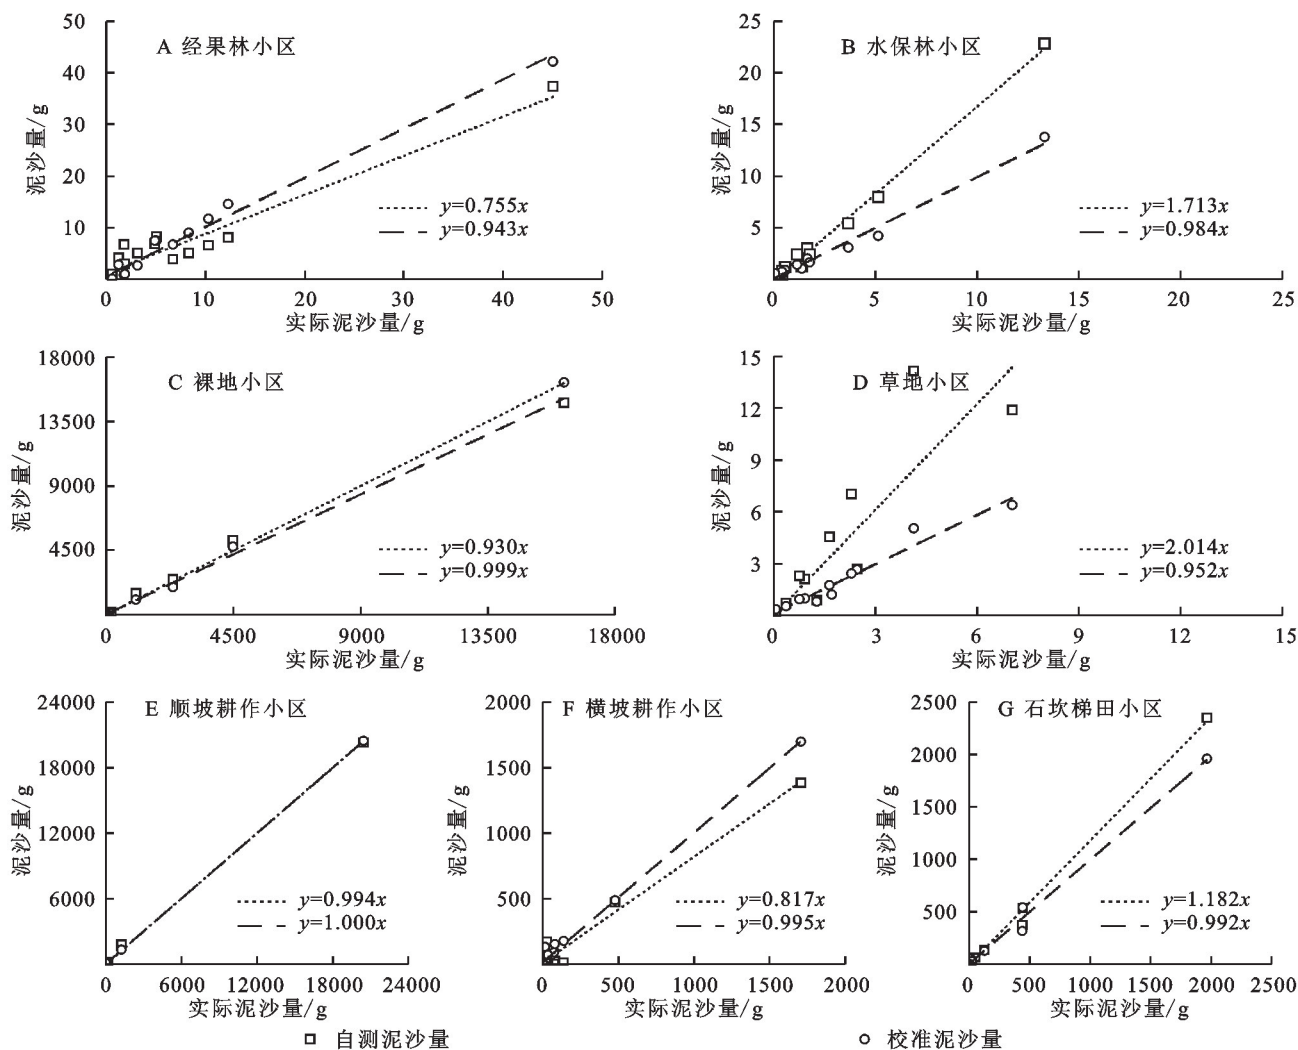 A 经果林小区
泥沙量/g
50
40
30
20
10
y=0.755x
y=0.943x
0 10 20 30 40 50
实际泥沙量/g
B 水保林小区
泥沙量/g
25
20
15
10
5
y=1.713x
y=0.984x
0 5 10 15 20 25
实际泥沙量/g
C 裸地小区
泥沙量/g
18000
13500
9000
4500
y=0.930x
y=0.999x
0 4500 9000 13500 18000
实际泥沙量/g
D 草地小区
泥沙量/g
15
12
9
6
3
y=2.014x
y=0.952x
0 3 6 9 12 15
实际泥沙量/g
E 顺坡耕作小区
泥沙量/g
24000
18000
12000
6000
y=0.994x
y=1.000x
0 6000 12000 18000 24000
实际泥沙量/g
F 横坡耕作小区
泥沙量/g
2000
1500
1000
500
y=0.817x
y=0.995x
0 500 1000 1500 2000
实际泥沙量/g
G 石坎梯田小区
泥沙量/g
2500
2000
1500
1000
500
y=1.182x
y=0.992x
0 500 1000 1500 2000 2500
实际泥沙量/g
自测泥沙量 校准泥沙量